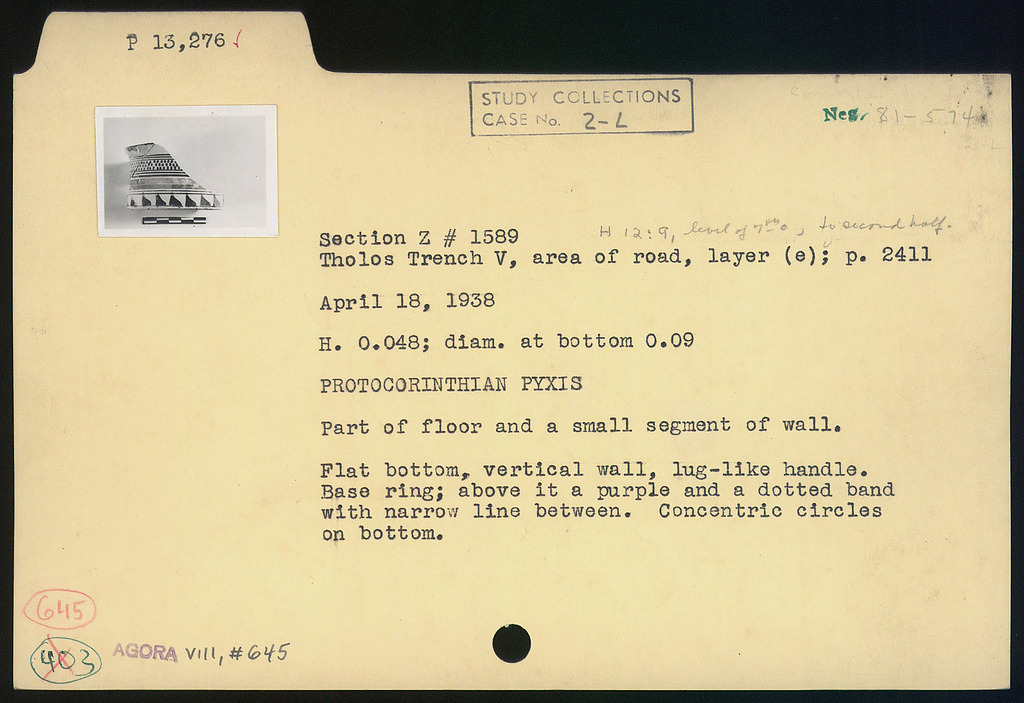 P 13,276 ✓
STUDY COLLECTIONS
CASE No. 2-L
Neg. 81-574
H 12:9, level of 7th c, to second half.
Section Z # 1589
Tholos Trench V, area of road, layer (e); p. 2411
April 18, 1938
H. 0.048; diam. at bottom 0.09
PROTOCORINTHIAN PYXIS
Part of floor and a small segment of wall.
Flat bottom, vertical wall, lug-like handle.
Base ring; above it a purple and a dotted band
with narrow line between. Concentric circles
on bottom.
645
403
AGORA VIII, #645